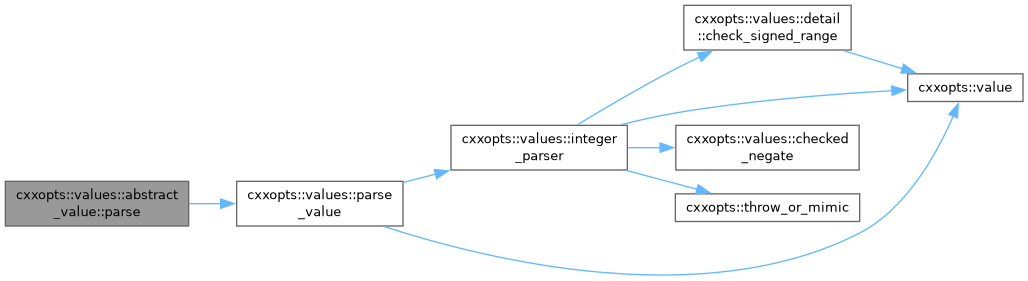 cxxopts::values::abstract
_value::parse
cxxopts::values::parse
_value
cxxopts::values::integer
_parser
cxxopts::values::detail
::check_signed_range
cxxopts::value
cxxopts::values::checked
_negate
cxxopts::throw_or_mimic